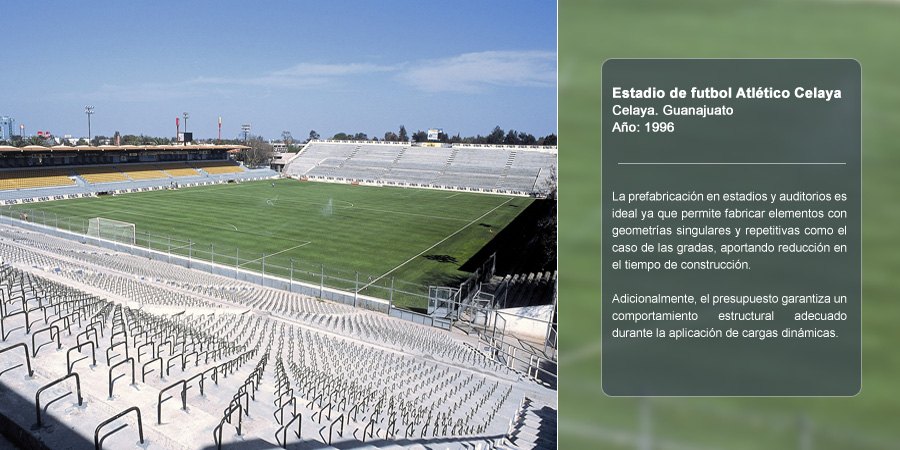 Estadio de futbol Atlético Celaya
Celaya. Guanajuato
Año: 1996
La prefabricación en estadios y auditorios es
ideal ya que permite fabricar elementos con
geometrías singulares y repetitivas como el
caso de las gradas, aportando reducción en
el tiempo de construcción.
Adicionalmente, el presupuesto garantiza un
comportamiento estructural adecuado
durante la aplicación de cargas dinámicas.